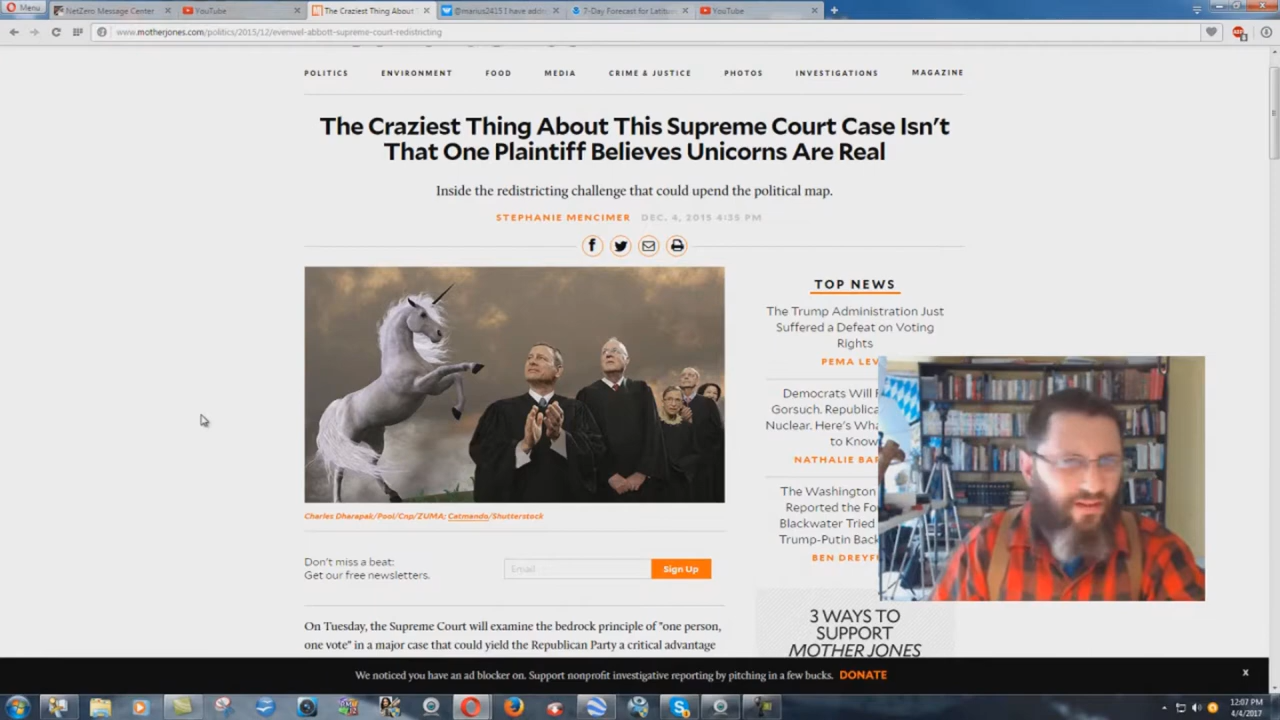 Menu
NetZero Message Center
YouTube
The Craziest Thing About
@marius2415 I have add
7-Day Forecast for Latitu
YouTube
www.motherjones.com/politics/2015/12/evenwel-abbott-supreme-court-redistricting
POLITICS ENVIRONMENT FOOD MEDIA CRIME & JUSTICE PHOTOS INVESTIGATIONS MAGAZINE
The Craziest Thing About This Supreme Court Case Isn't
That One Plaintiff Believes Unicorns Are Real
Inside the redistricting challenge that could upend the political map.
STEPHANIE MENCIMER DEC. 4, 2015 4:35 PM
Charles Dharapak/Pool/Cnp/ZUMA; Catmando/Shutterstock
Don't miss a beat:
Get our free newsletters.
Email
Sign Up
On Tuesday, the Supreme Court will examine the bedrock principle of "one person,
one vote" in a major case that could yield the Republican Party a critical advantage
TOP NEWS
The Trump Administration Just
Suffered a Defeat on Voting
Rights
PEMA LEV
Democrats Will F
Gorsuch. Republica
Nuclear. Here's Wha
to Know
NATHALIE BA
The Washington
Reported the Fo
Blackwater Tried
Trump-Putin Back
BEN DREYF
3 WAYS TO
SUPPORT
MOTHER JONES
We noticed you have an ad blocker on. Support nonprofit investigative reporting by pitching in a few bucks. DONATE
x
12:07 PM
4/4/2017